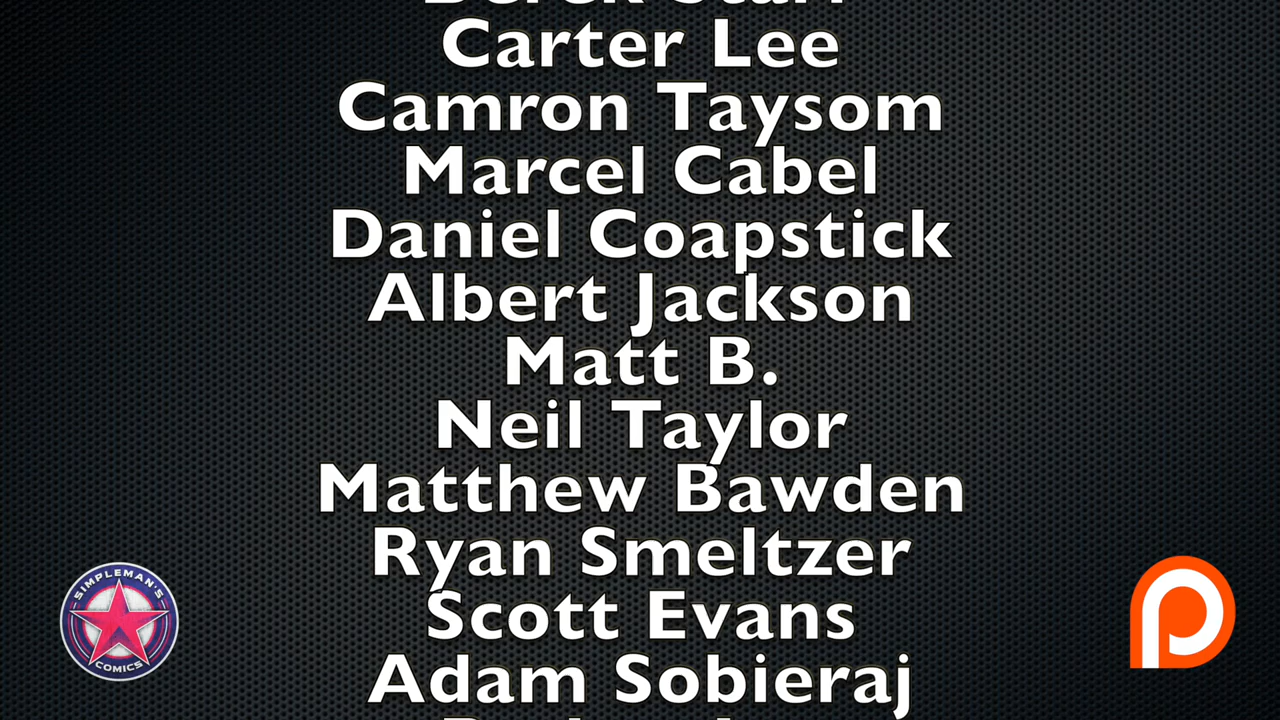 Carter Lee
Camron Taysom
Marcel Cabel
Daniel Coapstick
Albert Jackson
Matt B.
Neil Taylor
Matthew Bawden
Ryan Smeltzer
Scott Evans
Adam Sobieraj
SIMPLEMAN'S
COMICS